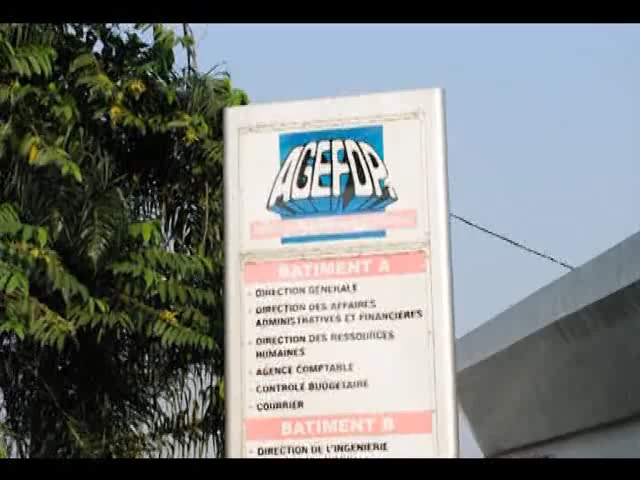 AGEFOP.
BATIMENT A
- DIRECTION GENERALE
- DIRECTION DES AFFAIRES
ADMINISTRATIVES ET FINANCIÈRES
- DIRECTION DES RESSOURCES
HUMAINES
- AGENCE COMPTABLE
- CONTROLE BUDGETAIRE
- COURRIER
BATIMENT B
- DIRECTION DE L'INGENIERIE